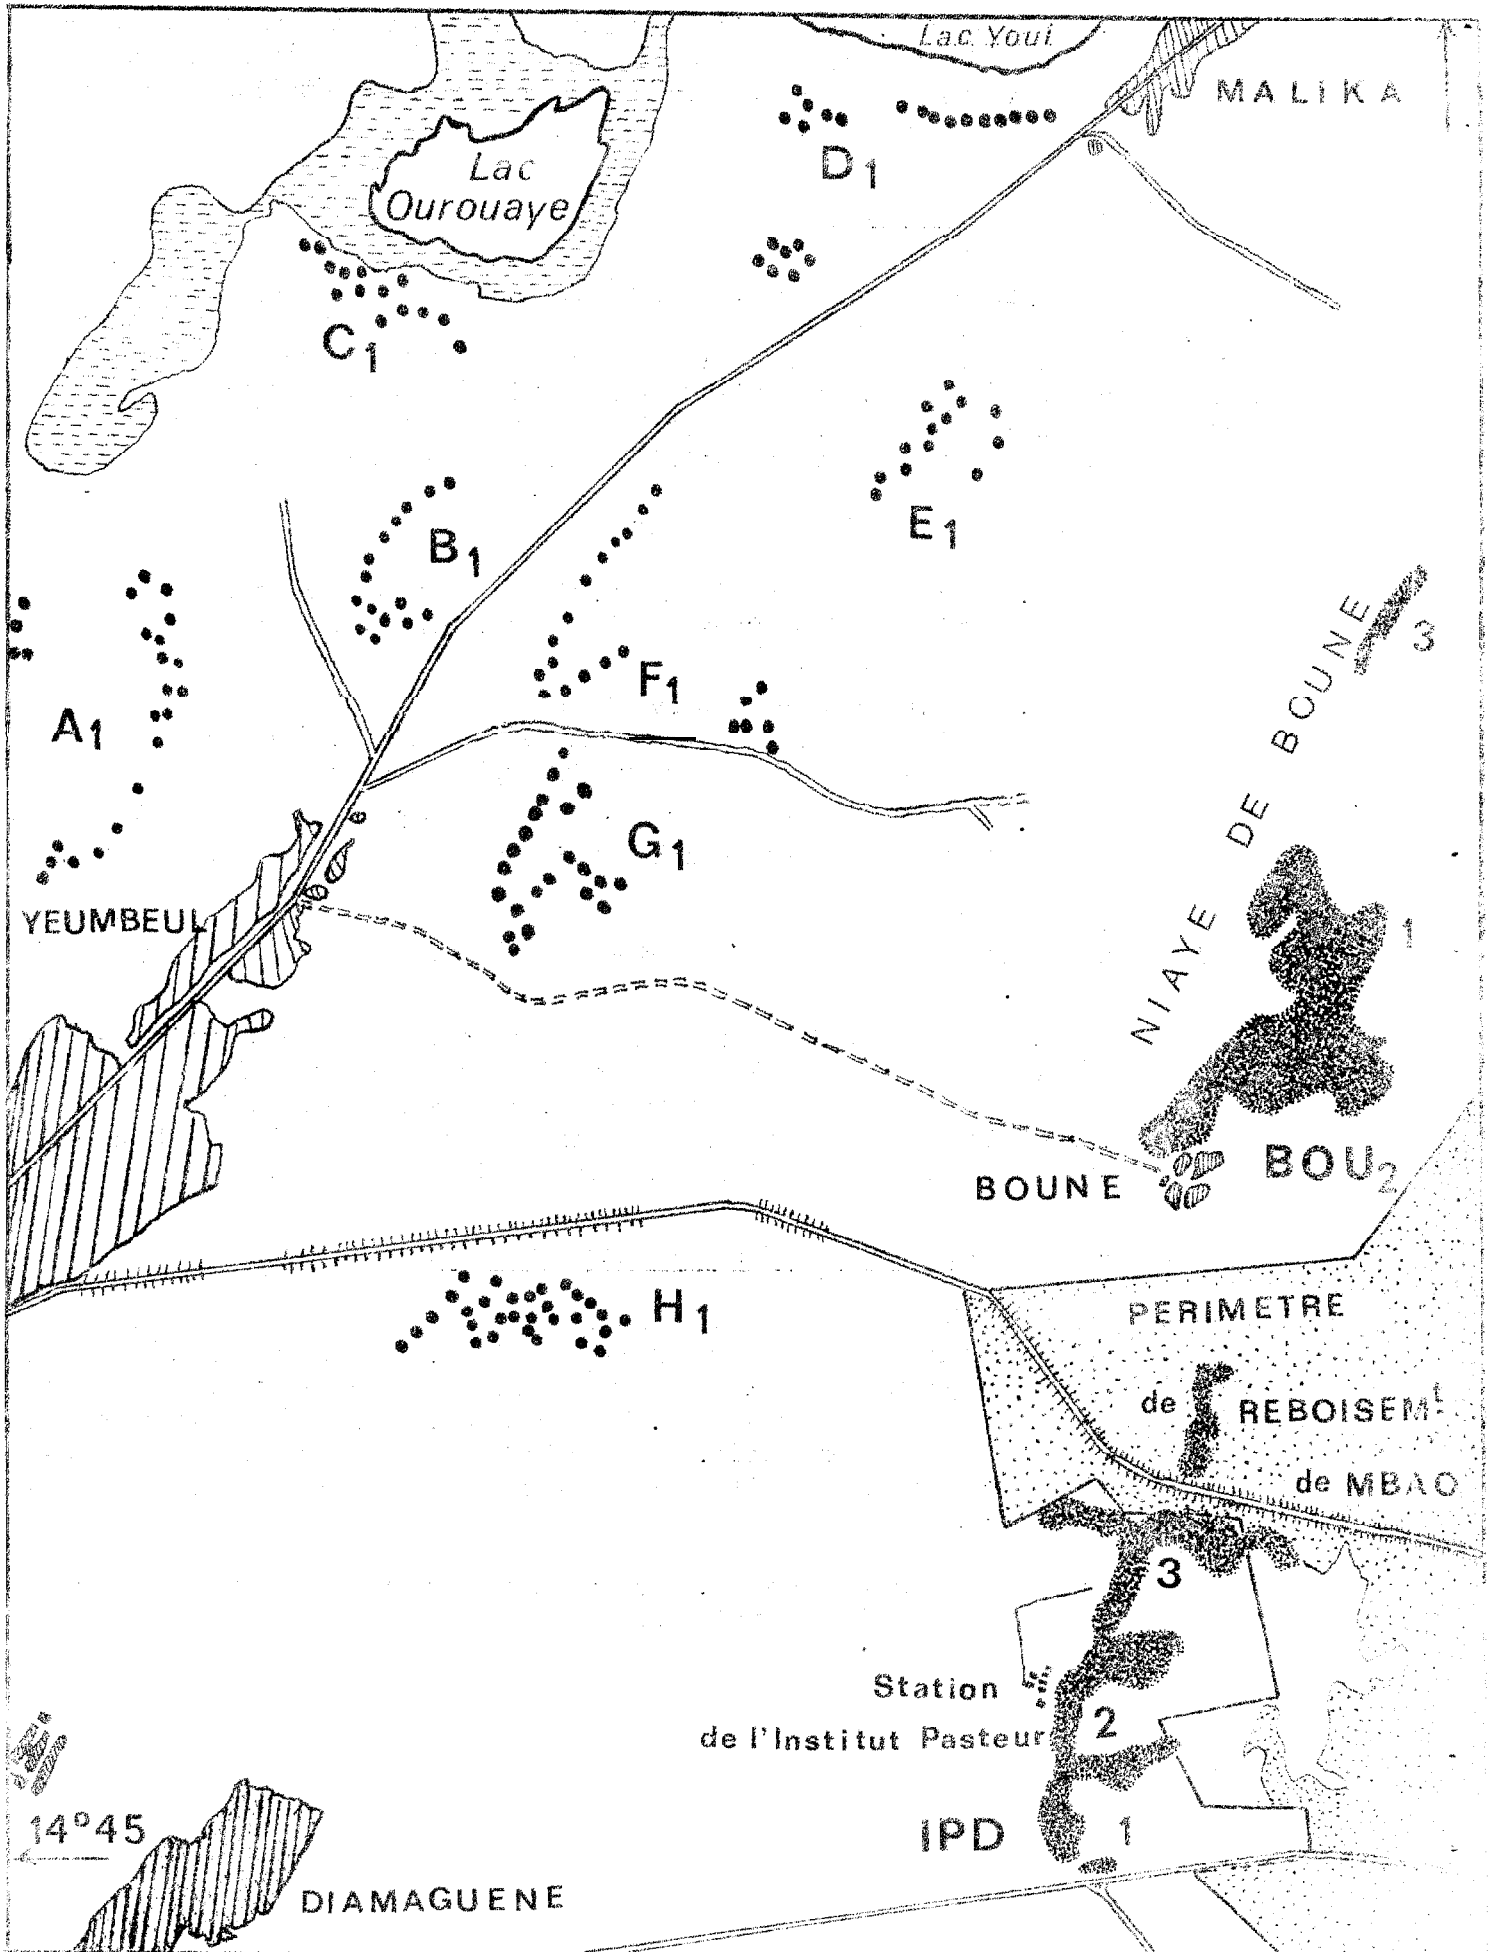 Lac Youi
MALIKA
D1
Lac
Ourouaye
C1
E1
B1
NIAYE DE BOUNE
3
F1
A1
G1
1
YEUMBEUL
BOU2
BOUNE
H1
PERIMETRE
de REBOISEMt
de MBAO
3
Station
de l'Institut Pasteur
2
IPD
1
14°45
DIAMAGUENE